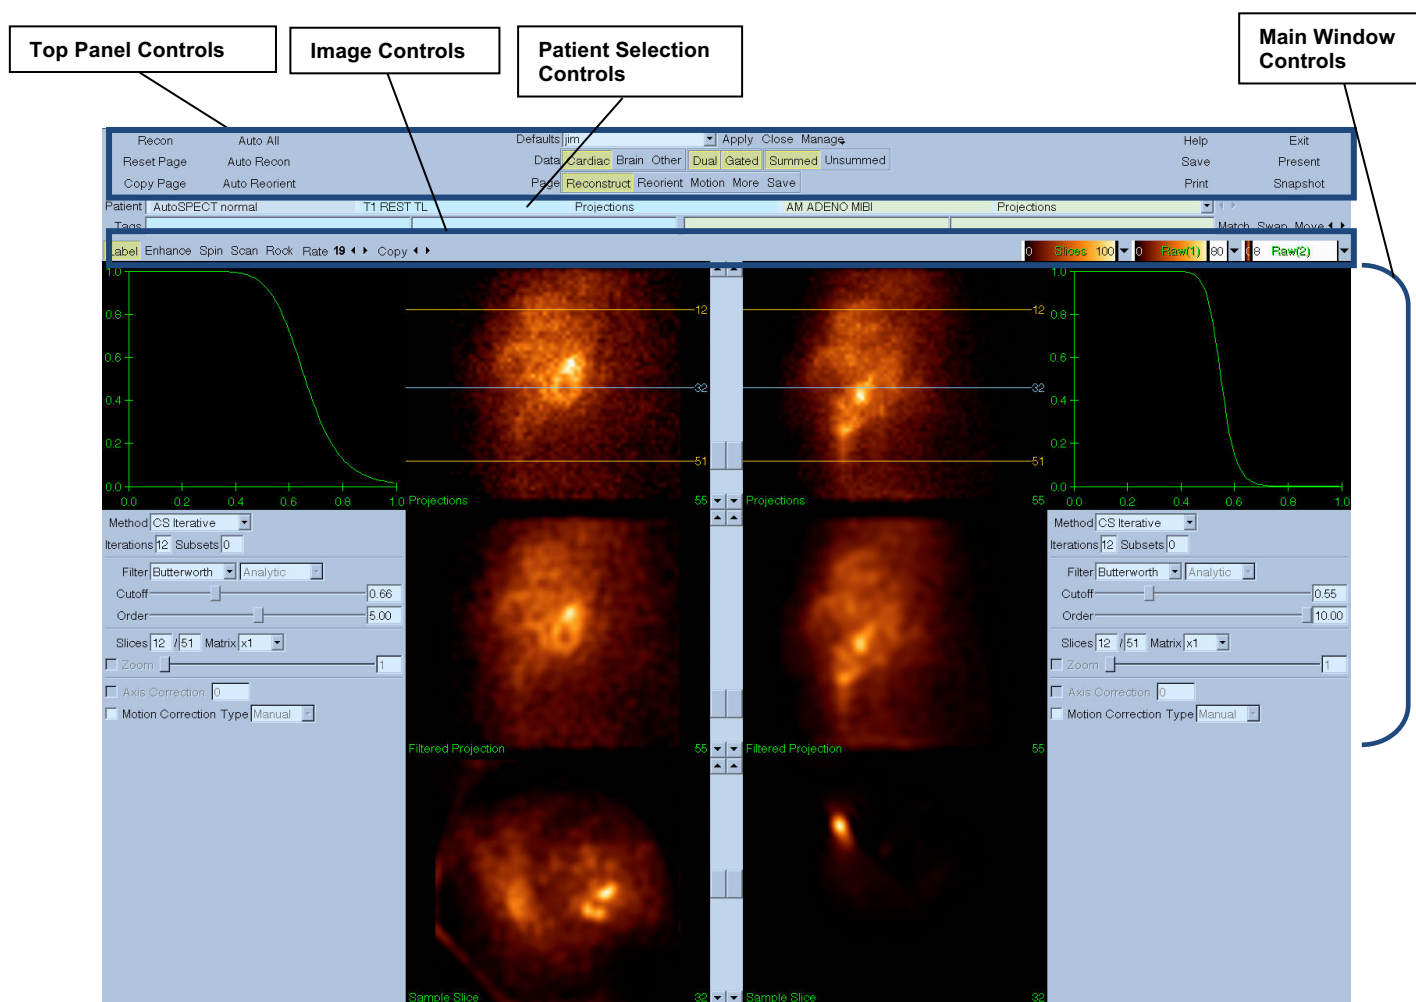 Top Panel Controls
Image Controls
Patient Selection
Controls
Main Window
Controls
Recon Auto All Defaults jim Apply Close Manage Help Exit
Reset Page Auto Recon Data Cardiac Brain Other Dual Gated Summed Unsummed Save Present
Copy Page Auto Reorient Page Reconstruct Reorient Motion More Save Print Snapshot
Patient AutoSPECT normal T1 REST TL Projections AM ADENO MIBI Projections
Tags Match Swap Move
Label Enhance Spin Scan Rock Rate 19 Copy 0 Slices 100 0 Raw(1) 80 0 8 Raw(2)
1.0 1.0
12 12
0.8 0.8
0.6 0.6
32 32
0.4 0.4
0.2 0.2
51 51
0.0 0.0
0.0 0.2 0.4 0.6 0.8 1.0 Projections 55 Projections 55 0.0 0.2 0.4 0.6 0.8 1.0
Method CS Iterative Method CS Iterative
Iterations 12 Subsets 0 Iterations 12 Subsets 0
Filter Butterworth Analytic Filter Butterworth Analytic
Cutoff 0.66 Cutoff 0.55
Order 5.00 Order 10.00
Slices 12 / 51 Matrix x1 Slices 12 / 51 Matrix x1
Zoom 1 Zoom 1
Axis Correction 0 Axis Correction 0
Motion Correction Type Manual Motion Correction Type Manual
Filtered Projection 55 Filtered Projection 55
Sample Slice 32 Sample Slice 32